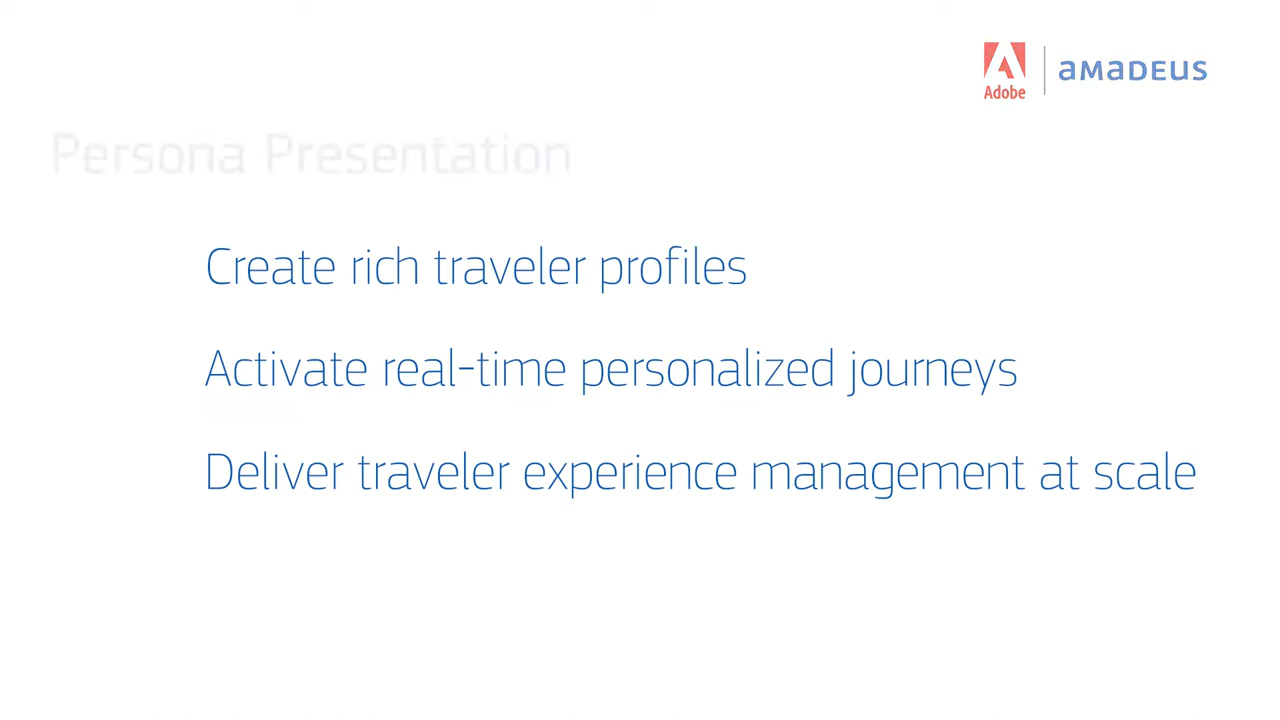 Adobe
amadeus
Persona Presentation
Create rich traveler profiles
Activate real-time personalized journeys
Deliver traveler experience management at scale